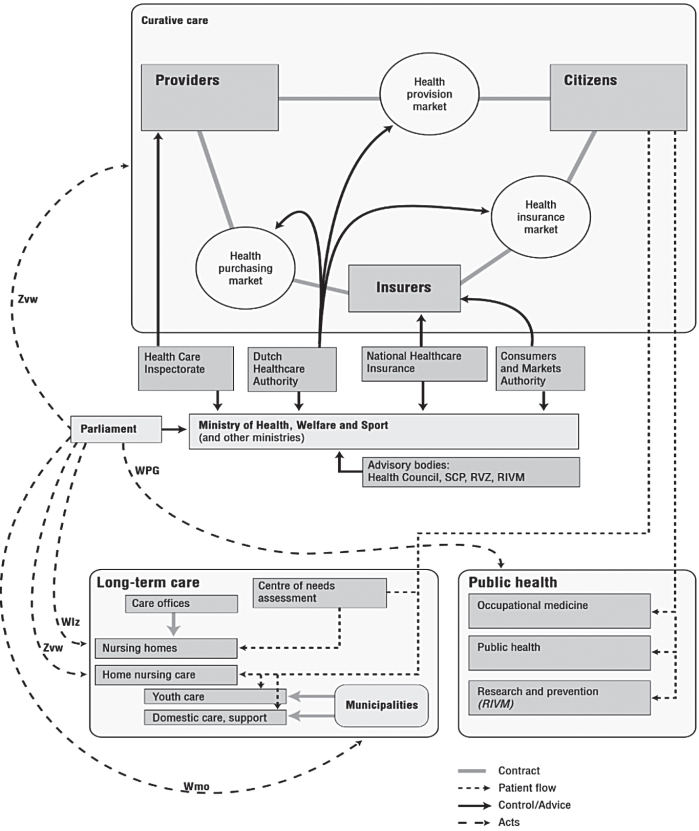 Curative care
Providers
Health
provision
market
Citizens
Health
insurance
market
Health
purchasing
market
Insurers
Zvw
Health Care
Inspectorate
Dutch
Healthcare
Authority
National Healthcare
Insurance
Consumers
and Markets
Authority
Parliament
Ministry of Health, Welfare and Sport
(and other ministries)
WPG
Advisory bodies:
Health Council, SCP, RVZ, RIVM
Long-term care
Centre of needs
assessment
Care offices
Wlz
Nursing homes
Zvw
Home nursing care
Youth care
Domestic care, support
Municipalities
Public health
Occupational medicine
Public health
Research and prevention
(RIVM)
Wmo
Contract
Patient flow
Control/Advice
Acts